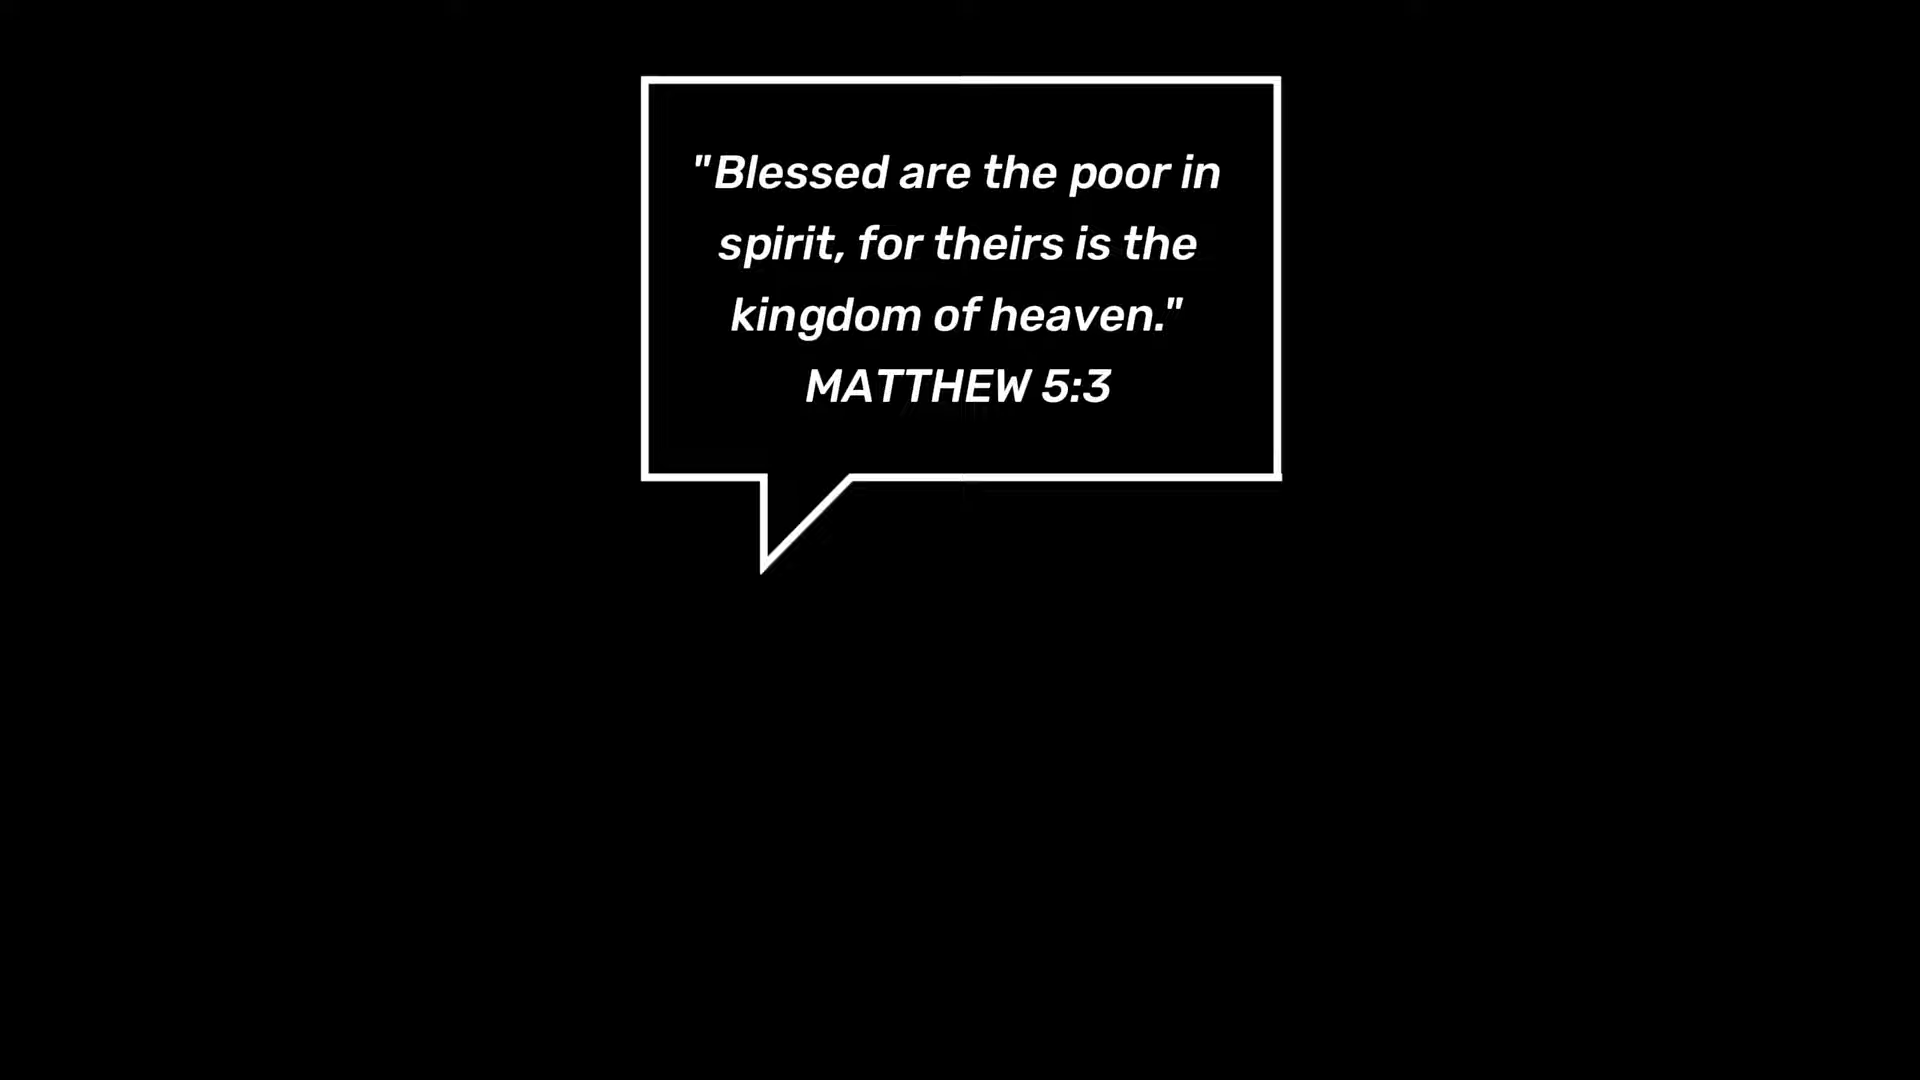 "Blessed are the poor in
spirit, for theirs is the
kingdom of heaven."
MATTHEW 5:3